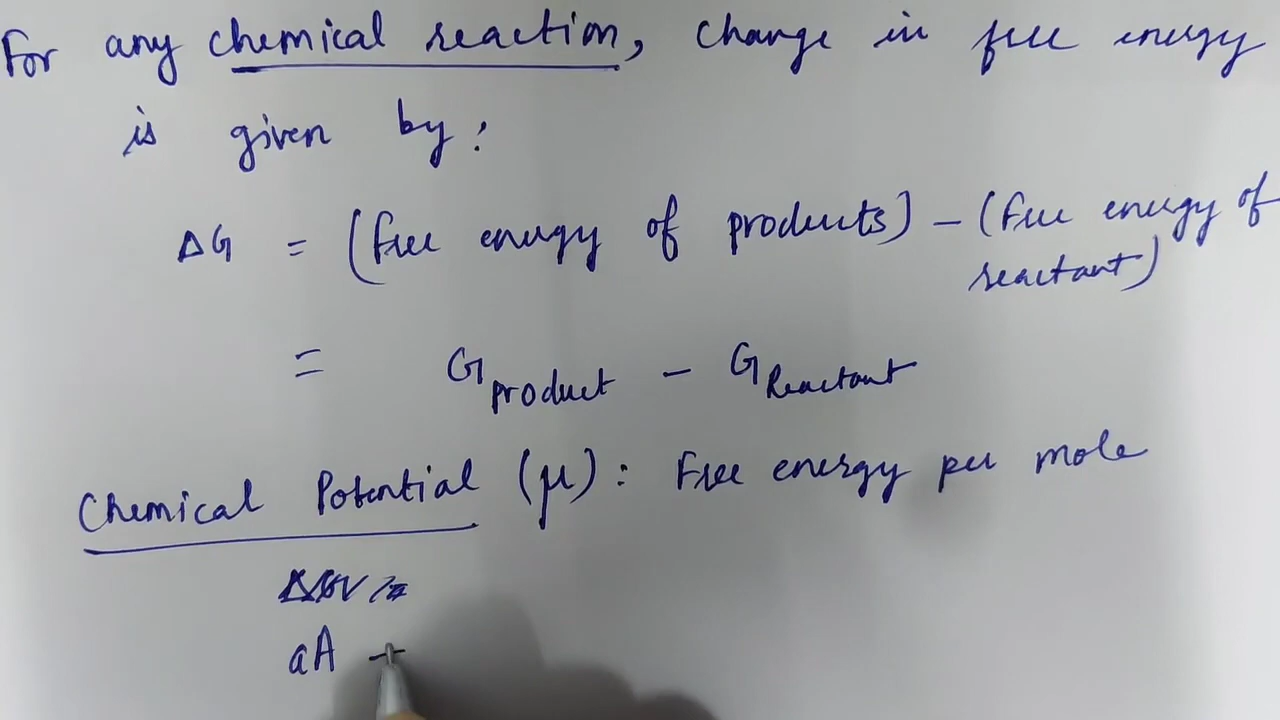 For any chemical reaction, change in free energy
is given by:
ΔG = (free energy of products) - (free energy of
reactant)
= G product - G Reactant
Chemical Potential (μ): Free energy per mole
aA +